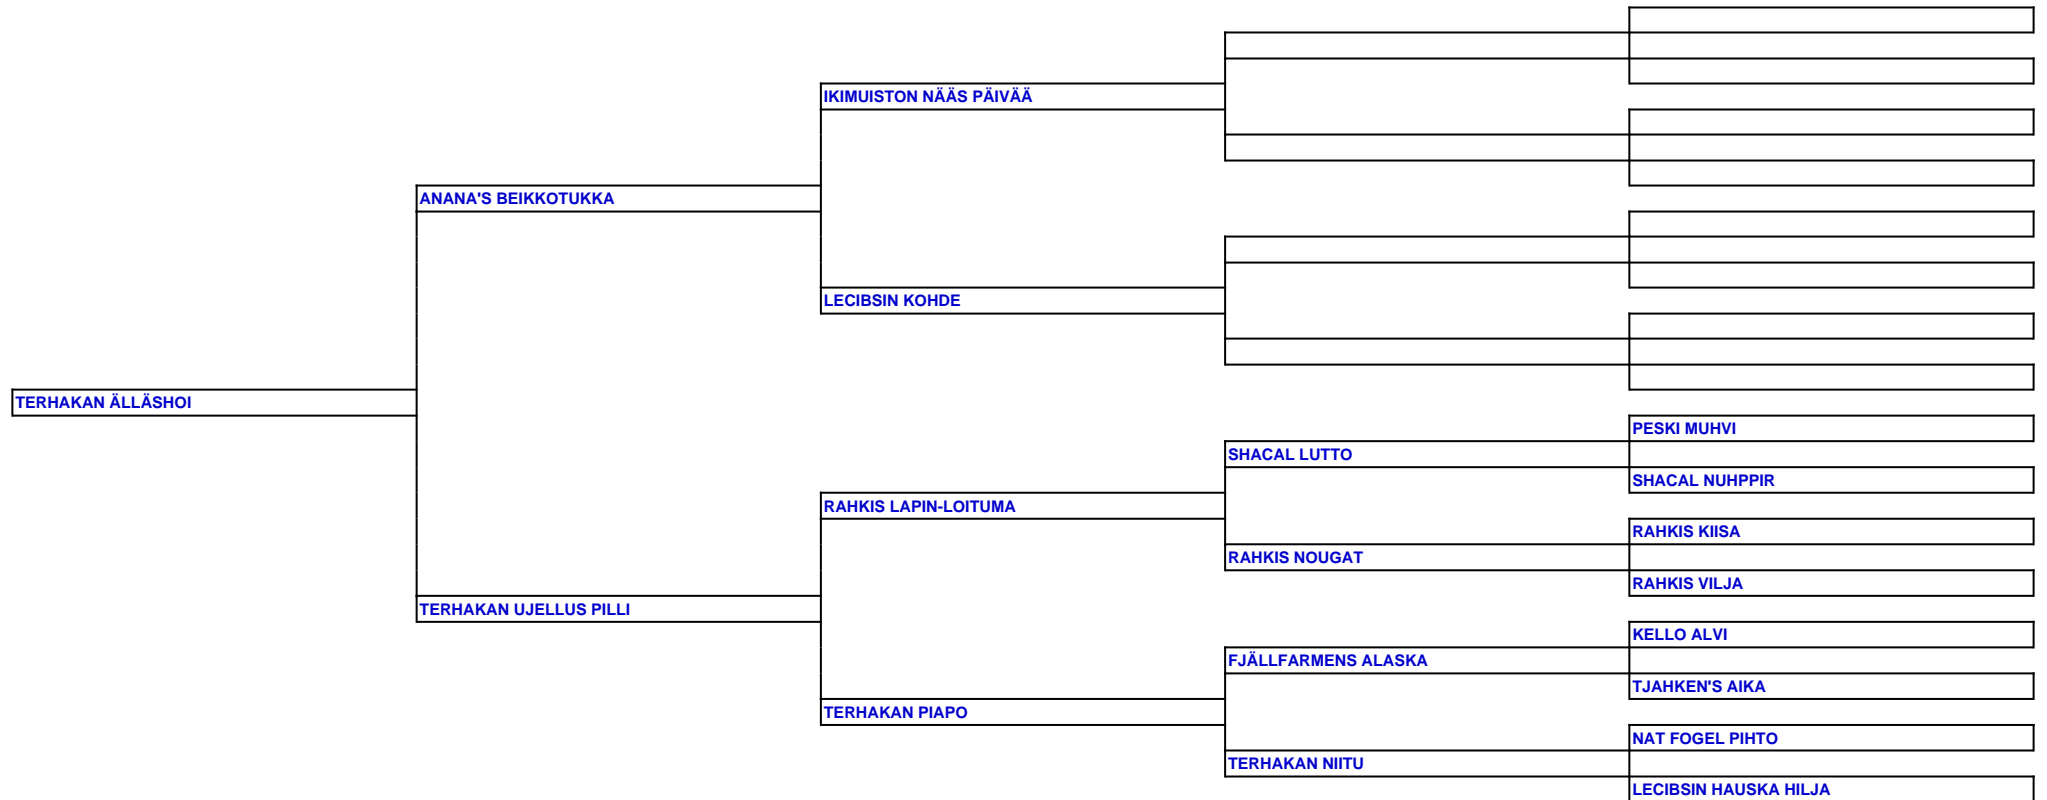 IKIMUISTON NÄÄS PÄIVÄÄ
ANANA'S BEIKKOTUKKA
LECIBSIN KOHDE
TERHAKAN ÄLLÄSHOI
PESKI MUHVI
SHACAL LUTTO
SHACAL NUHPPIR
RAHKIS LAPIN-LOITUMA
RAHKIS KIISA
RAHKIS NOUGAT
RAHKIS VILJA
TERHAKAN UJELLUS PILLI
KELLO ALVI
FJÄLLFARMENS ALASKA
TJAHKEN'S AIKA
TERHAKAN PIAPO
NAT FOGEL PIHTO
TERHAKAN NIITU
LECIBSIN HAUSKA HILJA